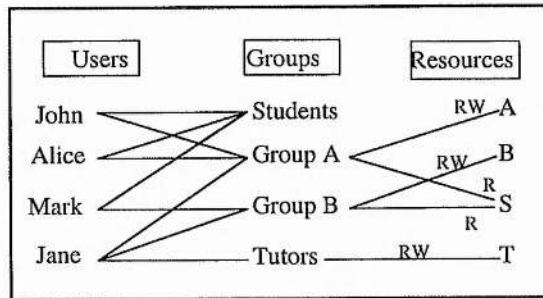 Users Groups Resources
John Students A
RW
Alice Group A B
RW
R
Mark Group B S
R
Jane Tutors RW T